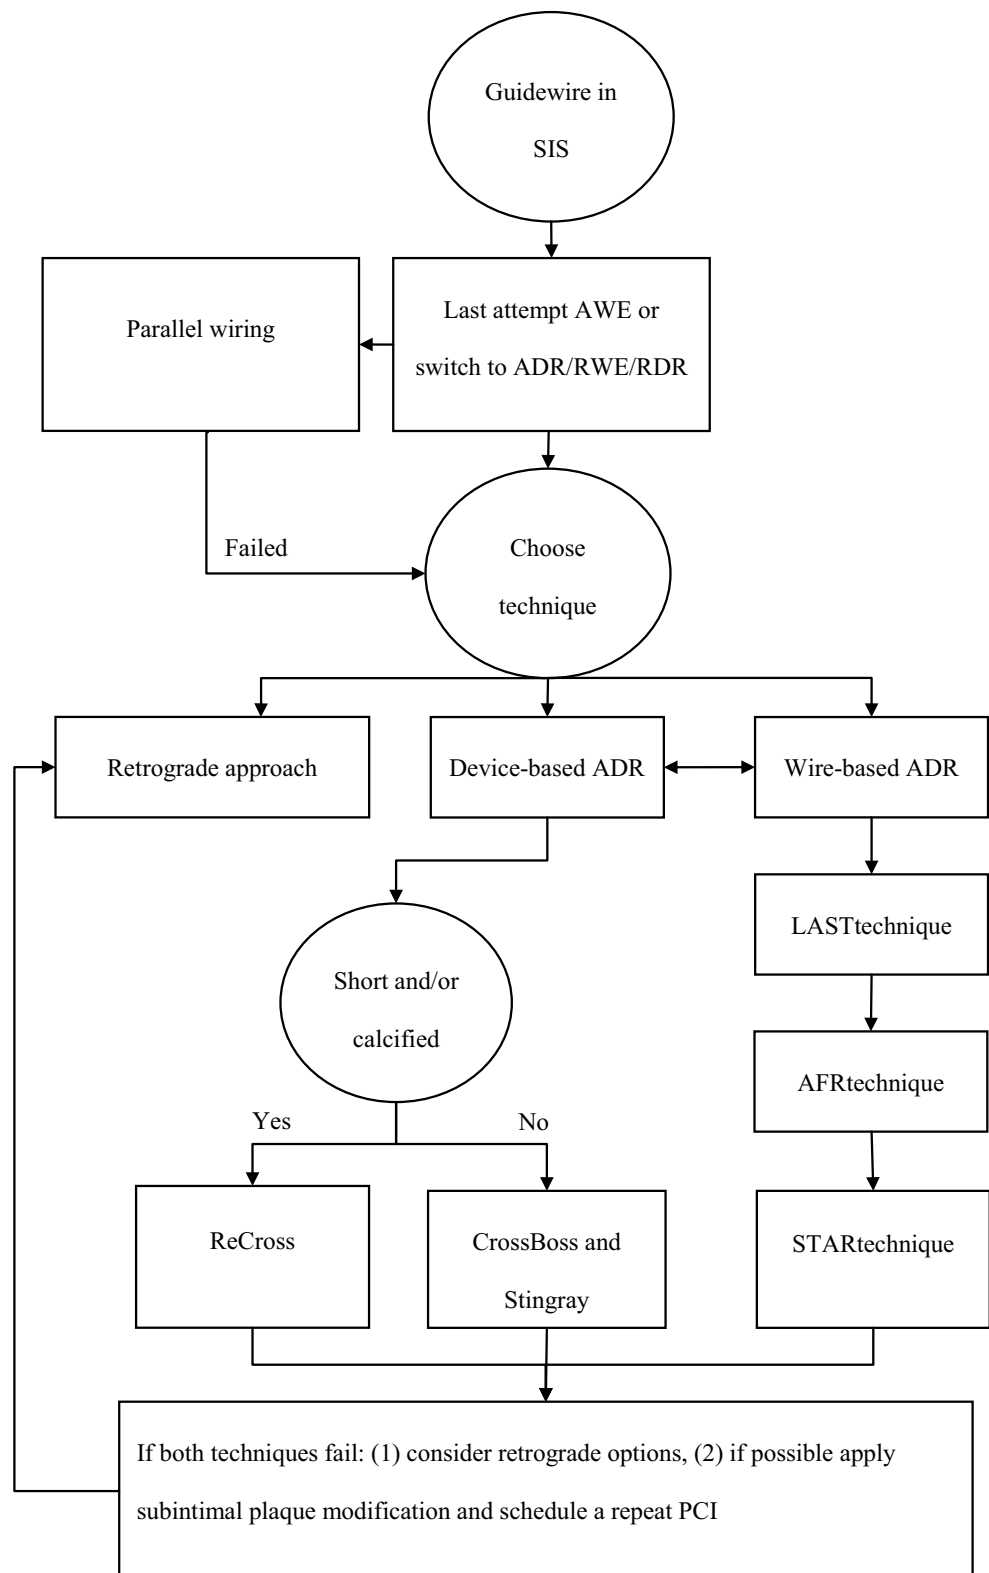 Guidewire in
SIS
Parallel wiring
Last attempt AWE or
switch to ADR/RWE/RDR
Failed
Choose
technique
Retrograde approach
Device-based ADR
Wire-based ADR
LASTtechnique
Short and/or
calcified
AFRtechnique
Yes
No
ReCross
CrossBoss and
Stingray
STARtechnique
If both techniques fail: (1) consider retrograde options, (2) if possible apply
subintimal plaque modification and schedule a repeat PCI